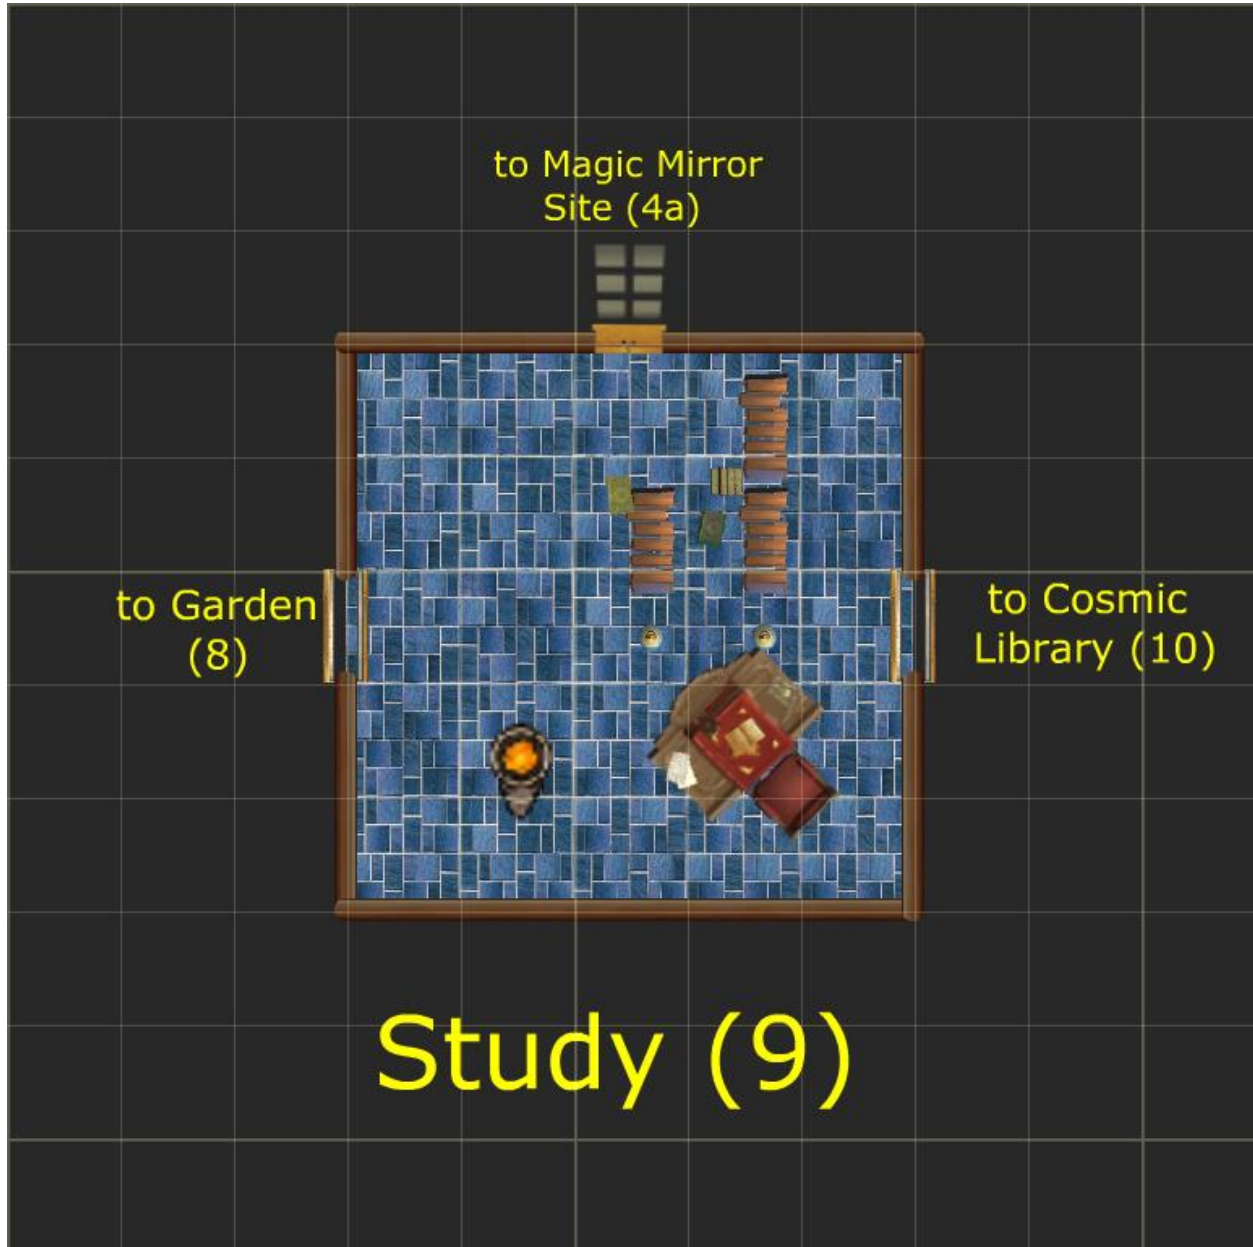 to Magic Mirror
Site (4a)
to Garden
(8)
to Cosmic
Library (10)
Study (9)